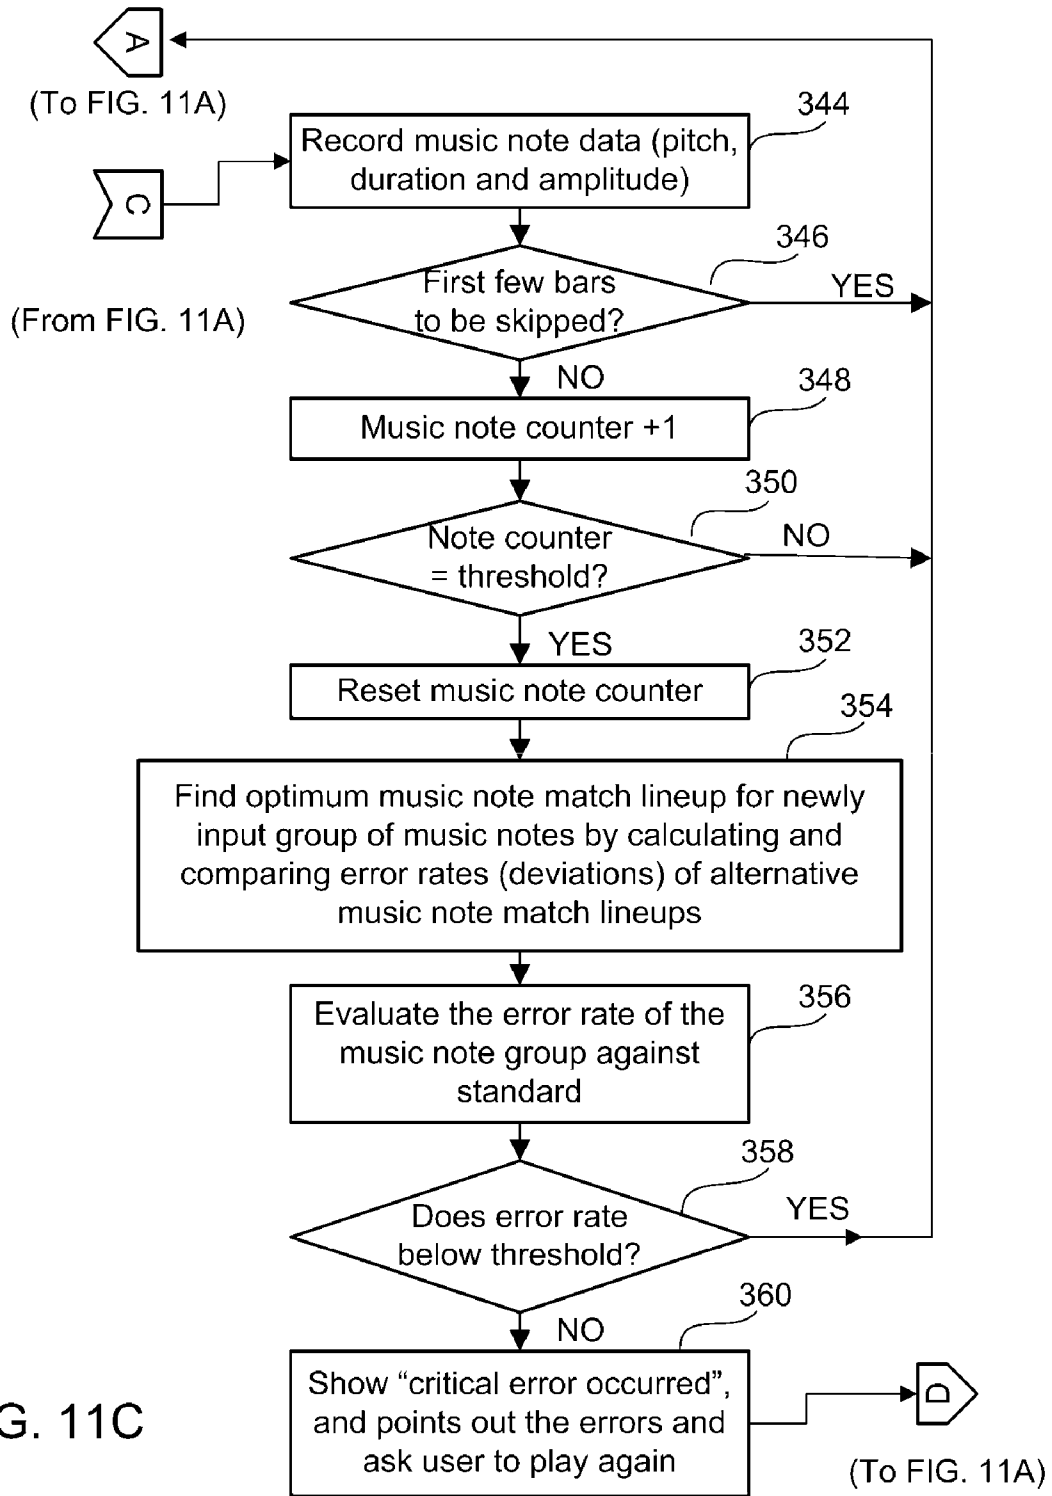 A
(To FIG. 11A)
344
Record music note data (pitch,
duration and amplitude)
C
(From FIG. 11A)
346
First few bars
to be skipped?
YES
NO
348
Music note counter +1
350
Note counter
= threshold?
NO
YES
352
Reset music note counter
354
Find optimum music note match lineup for newly
input group of music notes by calculating and
comparing error rates (deviations) of alternative
music note match lineups
356
Evaluate the error rate of the
music note group against
standard
358
Does error rate
below threshold?
YES
NO
360
Show “critical error occurred”,
and points out the errors and
ask user to play again
D
(To FIG. 11A)
G. 11C